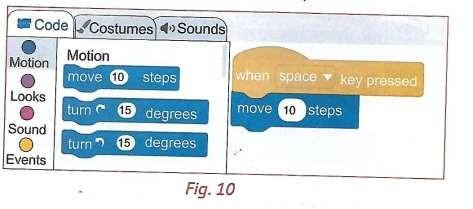 Code Costumes Sounds
Motion
Looks
Sound
Events
Motion
move 10 steps
turn 15 degrees
turn 15 degrees
when space key pressed
move 10 steps
Fig. 10